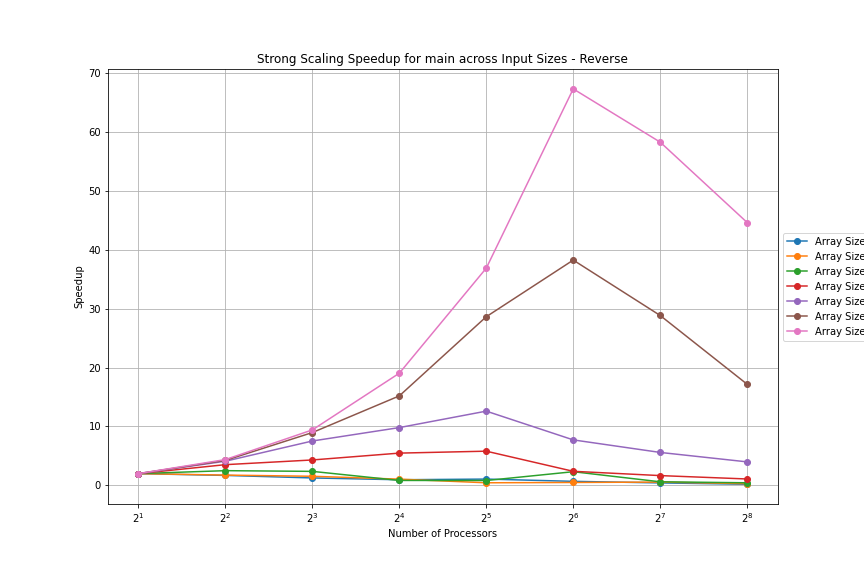 Strong Scaling Speedup for main across Input Sizes - Reverse
Speedup
70
60
50
40
30
20
10
0
2¹
2²
2³
2⁴
2⁵
2⁶
2⁷
2⁸
Number of Processors
Array Size
Array Size
Array Size
Array Size
Array Size
Array Size
Array Size